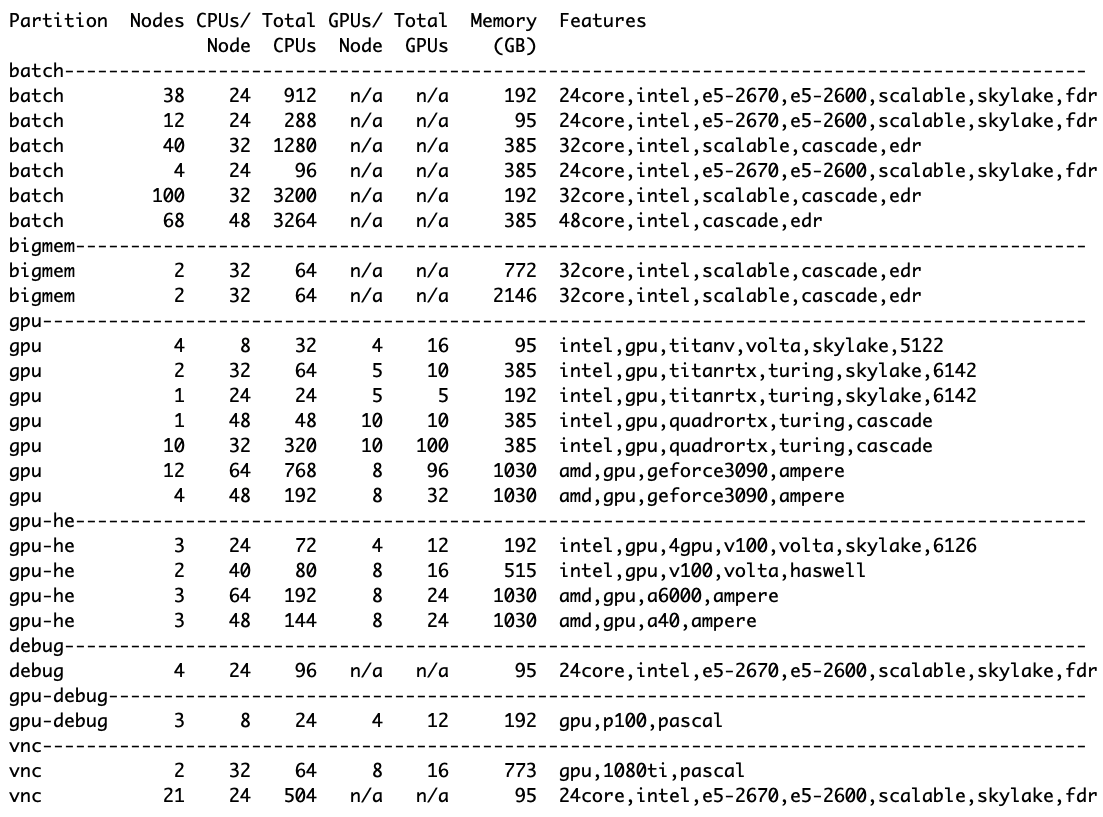 Partition  Nodes CPUs/ Total GPUs/ Total  Memory  Features
                  Node  CPUs  Node  GPUs    (GB)
batch---------------------------------------------------------------------------------------------
batch         38    24   912   n/a   n/a     192  24core,intel,e5-2670,e5-2600,scalable,skylake,fdr
batch         12    24   288   n/a   n/a      95  24core,intel,e5-2670,e5-2600,scalable,skylake,fdr
batch         40    32  1280   n/a   n/a     385  32core,intel,scalable,cascade,edr
batch          4    24    96   n/a   n/a     385  24core,intel,e5-2670,e5-2600,scalable,skylake,fdr
batch        100    32  3200   n/a   n/a     192  32core,intel,scalable,cascade,edr
batch         68    48  3264   n/a   n/a     385  48core,intel,cascade,edr
bigmem--------------------------------------------------------------------------------------------
bigmem         2    32    64   n/a   n/a     772  32core,intel,scalable,cascade,edr
bigmem         2    32    64   n/a   n/a    2146  32core,intel,scalable,cascade,edr
gpu-----------------------------------------------------------------------------------------------
gpu            4     8    32     4    16      95  intel,gpu,titanv,volta,skylake,5122
gpu            2    32    64     5    10     385  intel,gpu,titanrtx,turing,skylake,6142
gpu            1    24    24     5     5     192  intel,gpu,titanrtx,turing,skylake,6142
gpu            1    48    48    10    10     385  intel,gpu,quadrortx,turing,cascade
gpu           10    32   320    10   100     385  intel,gpu,quadrortx,turing,cascade
gpu           12    64   768     8    96    1030  amd,gpu,geforce3090,ampere
gpu            4    48   192     8    32    1030  amd,gpu,geforce3090,ampere
gpu-he--------------------------------------------------------------------------------------------
gpu-he         3    24    72     4    12     192  intel,gpu,4gpu,v100,volta,skylake,6126
gpu-he         2    40    80     8    16     515  intel,gpu,v100,volta,haswell
gpu-he         3    64   192     8    24    1030  amd,gpu,a6000,ampere
gpu-he         3    48   144     8    24    1030  amd,gpu,a40,ampere
debug---------------------------------------------------------------------------------------------
debug          4    24    96   n/a   n/a      95  24core,intel,e5-2670,e5-2600,scalable,skylake,fdr
gpu-debug-----------------------------------------------------------------------------------------
gpu-debug      3     8    24     4    12     192  gpu,p100,pascal
vnc-----------------------------------------------------------------------------------------------
vnc            2    32    64     8    16     773  gpu,1080ti,pascal
vnc           21    24   504   n/a   n/a      95  24core,intel,e5-2670,e5-2600,scalable,skylake,fdr